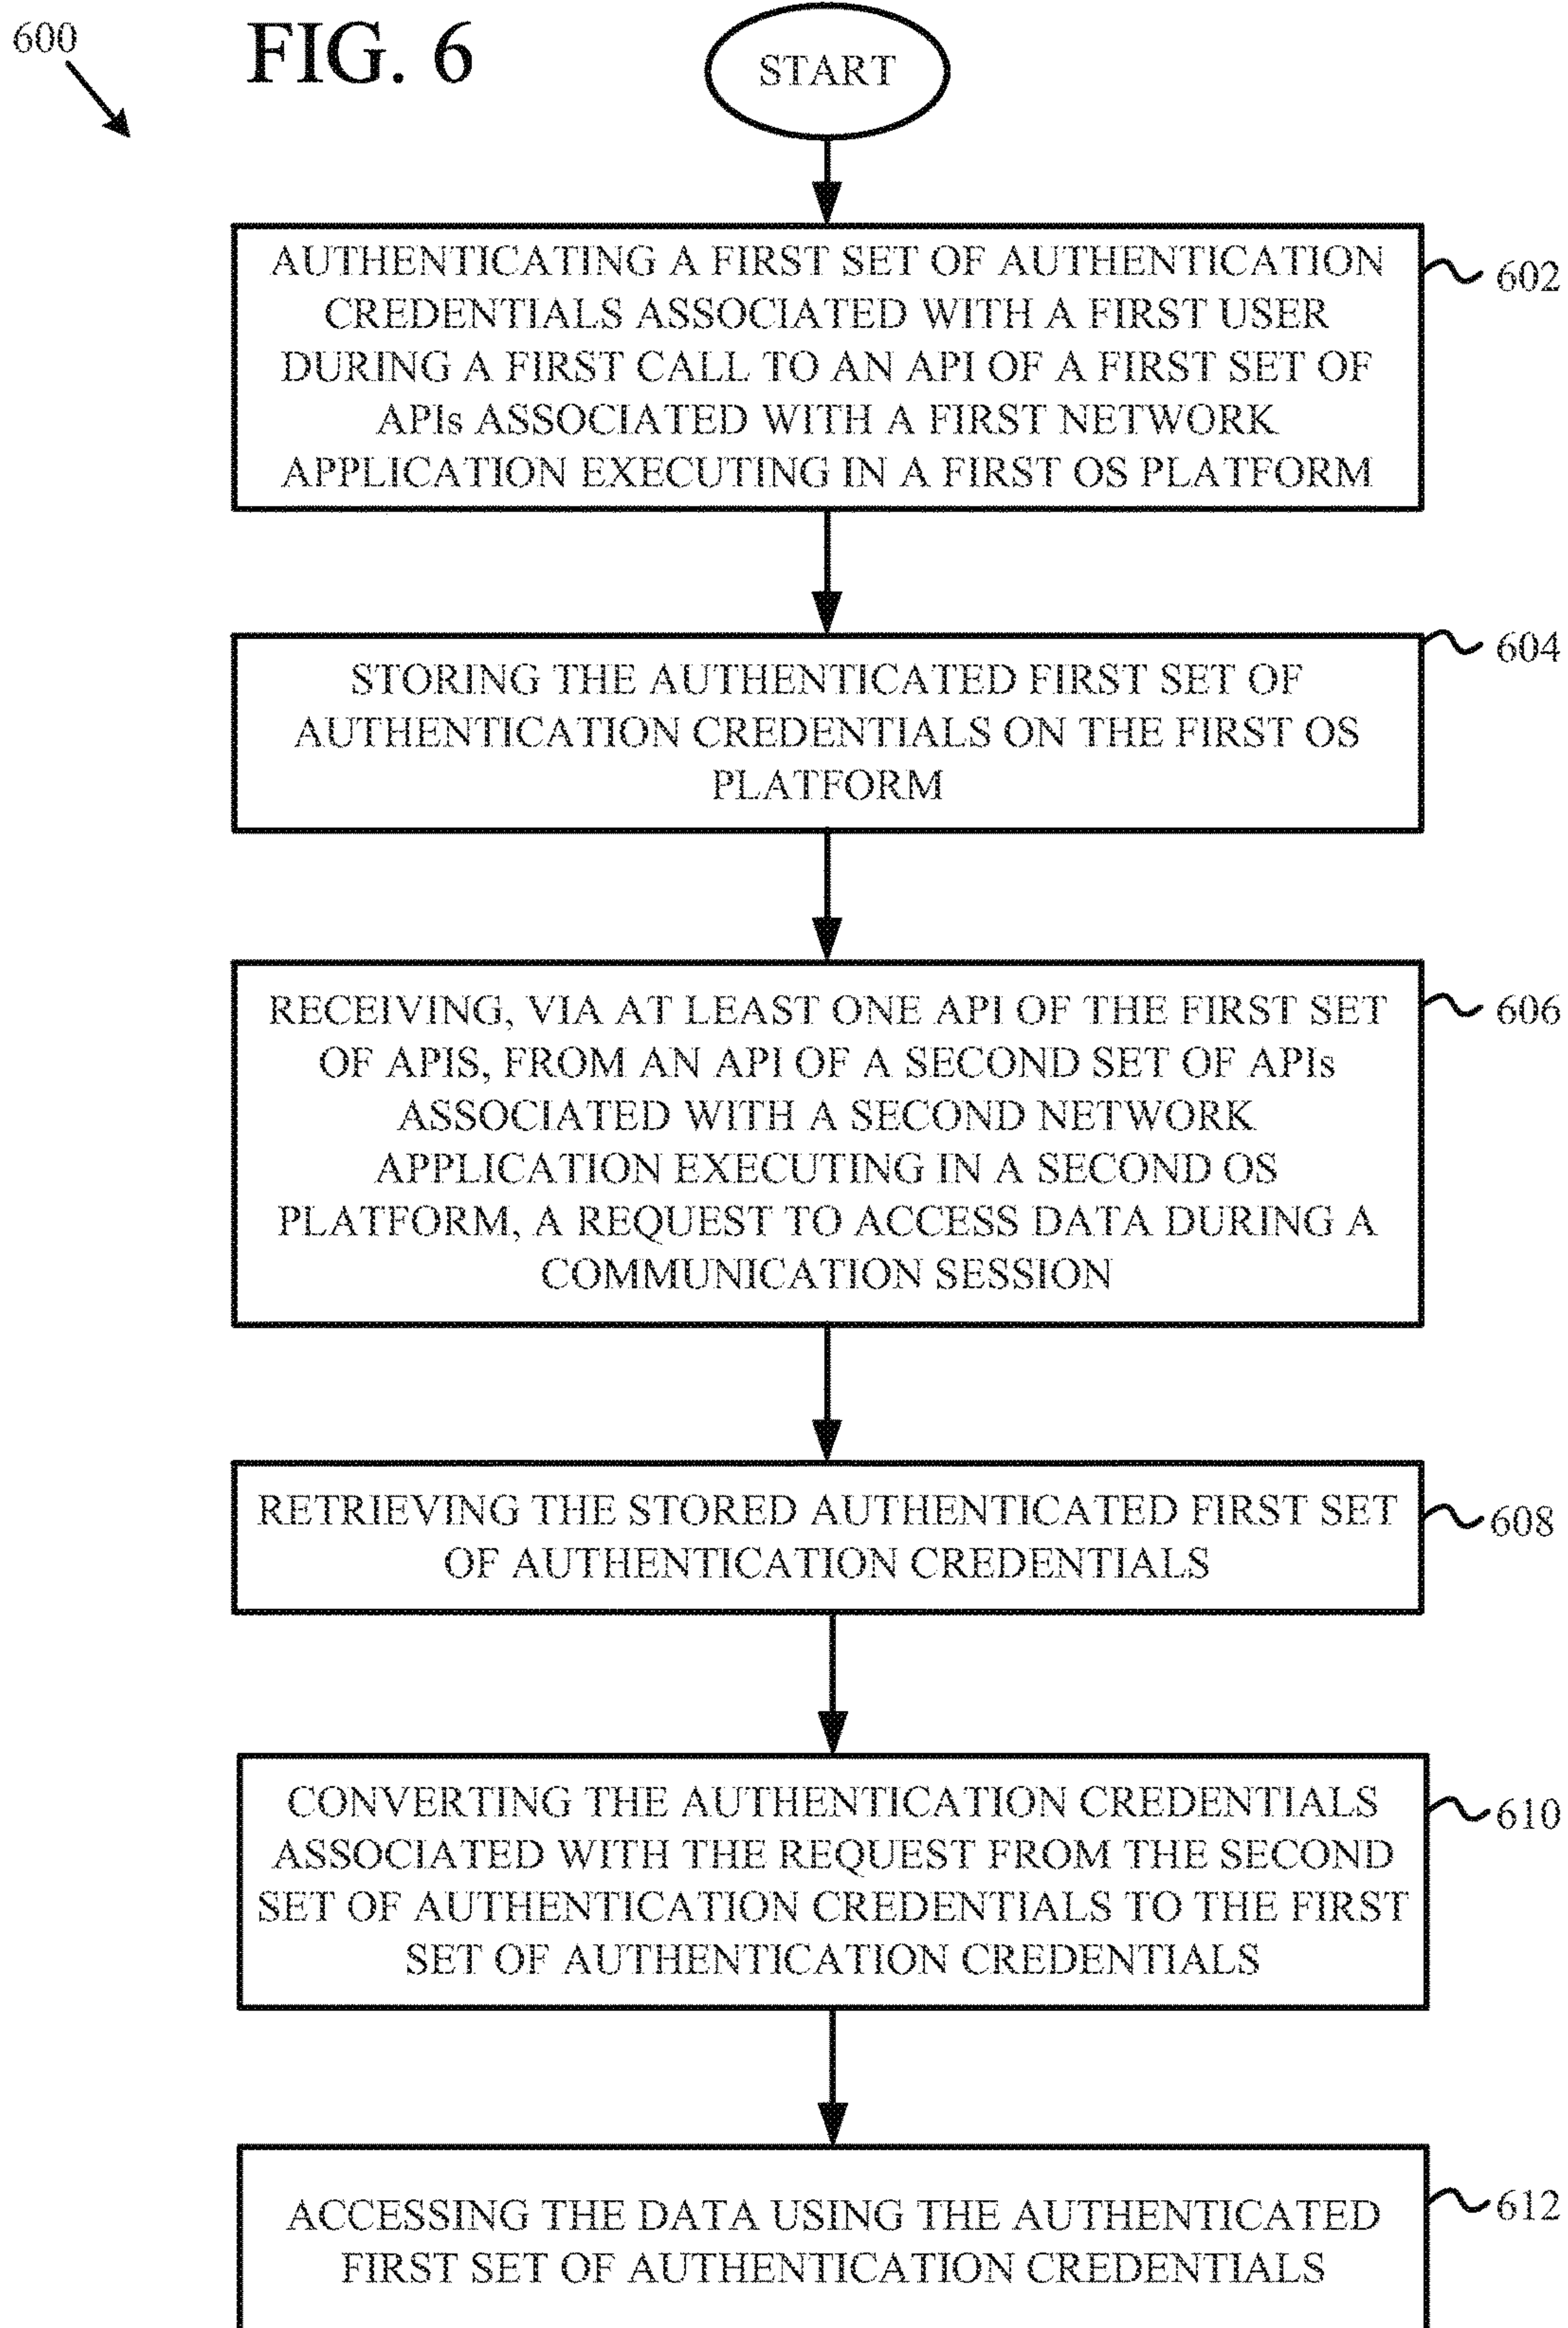 600
FIG. 6
START
AUTHENTICATING A FIRST SET OF AUTHENTICATION
CREDENTIALS ASSOCIATED WITH A FIRST USER
DURING A FIRST CALL TO AN API OF A FIRST SET OF
APIs ASSOCIATED WITH A FIRST NETWORK
APPLICATION EXECUTING IN A FIRST OS PLATFORM
602
STORING THE AUTHENTICATED FIRST SET OF
AUTHENTICATION CREDENTIALS ON THE FIRST OS
PLATFORM
604
RECEIVING, VIA AT LEAST ONE API OF THE FIRST SET
OF APIS, FROM AN API OF A SECOND SET OF APIs
ASSOCIATED WITH A SECOND NETWORK
APPLICATION EXECUTING IN A SECOND OS
PLATFORM, A REQUEST TO ACCESS DATA DURING A
COMMUNICATION SESSION
606
RETRIEVING THE STORED AUTHENTICATED FIRST SET
OF AUTHENTICATION CREDENTIALS
608
CONVERTING THE AUTHENTICATION CREDENTIALS
ASSOCIATED WITH THE REQUEST FROM THE SECOND
SET OF AUTHENTICATION CREDENTIALS TO THE FIRST
SET OF AUTHENTICATION CREDENTIALS
610
ACCESSING THE DATA USING THE AUTHENTICATED
FIRST SET OF AUTHENTICATION CREDENTIALS
612